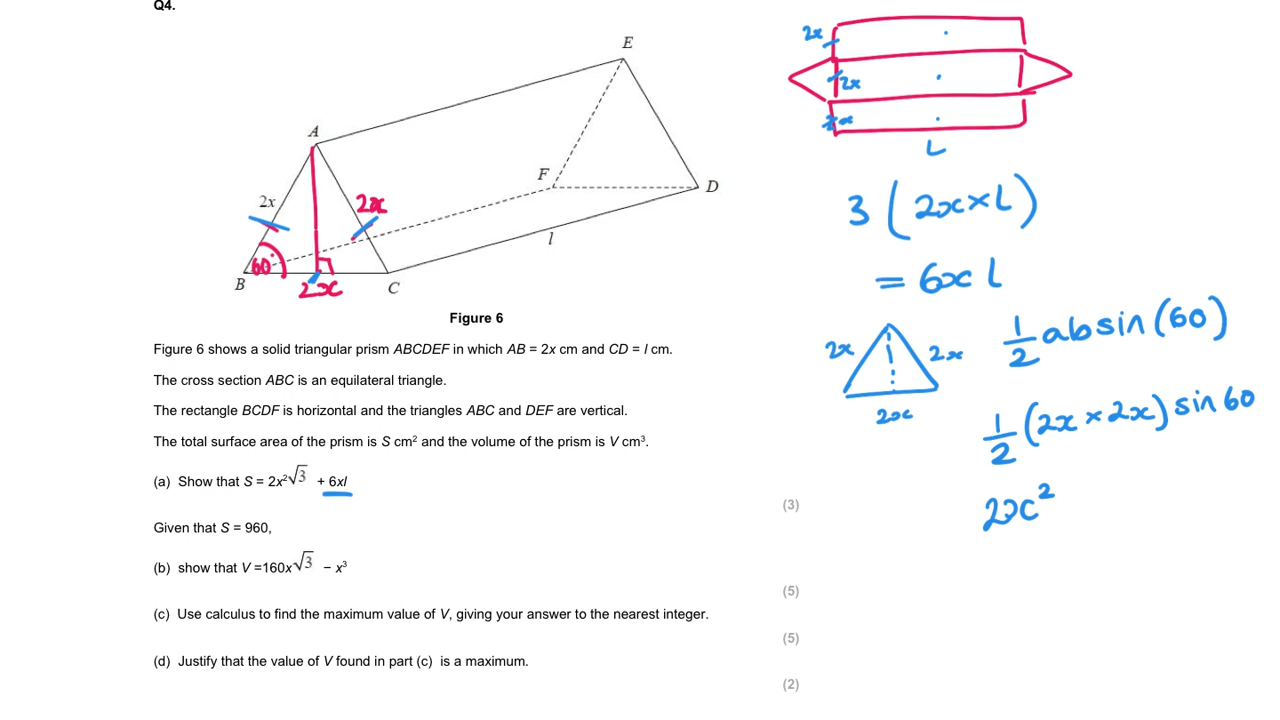 Q4.
E
A
F
D
2x
2x
l
60°
B
2x
C
Figure 6
Figure 6 shows a solid triangular prism ABCDEF in which AB = 2x cm and CD = l cm.
The cross section ABC is an equilateral triangle.
The rectangle BCDF is horizontal and the triangles ABC and DEF are vertical.
The total surface area of the prism is S cm² and the volume of the prism is V cm³.
(a) Show that S = 2x²√3 + 6xl
(3)
Given that S = 960,
(b) show that V =160x√3 − x³
(5)
(c) Use calculus to find the maximum value of V, giving your answer to the nearest integer.
(5)
(d) Justify that the value of V found in part (c) is a maximum.
(2)
2x
2x
L
3 (2x×L)
= 6x l
2x
2x
2x
½ab sin(60)
½(2x × 2x) sin 60
2x²